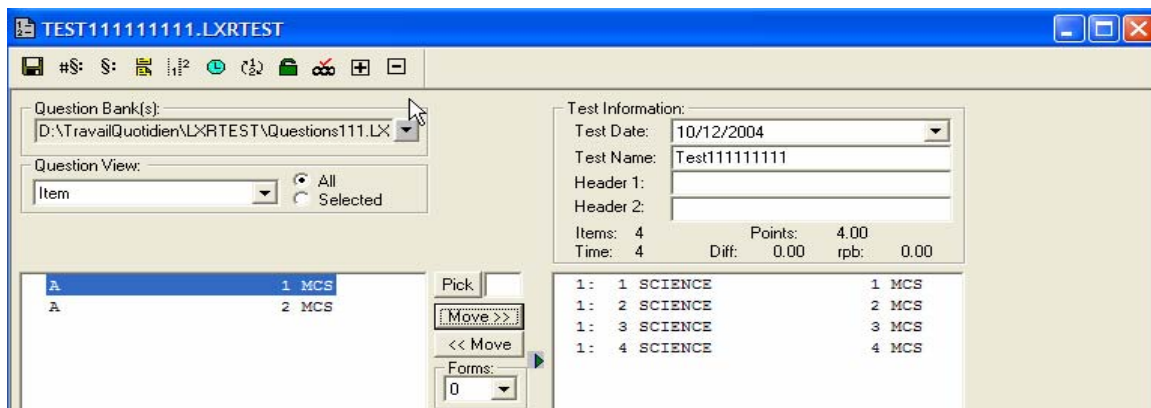 TEST111111111.LXRTEST
#§: §:
Question Bank(s):
D:\TravailQuotidien\LXRTEST\Questions111.LX
Question View:
Item
All
Selected
Test Information:
Test Date: 10/12/2004
Test Name: Test111111111
Header 1:
Header 2:
Items: 4 Points: 4.00
Time: 4 Diff: 0.00 rpb: 0.00
A 1 MCS
A 2 MCS
Pick
Move >>
<< Move
Forms:
0
1: 1 SCIENCE 1 MCS
1: 2 SCIENCE 2 MCS
1: 3 SCIENCE 3 MCS
1: 4 SCIENCE 4 MCS